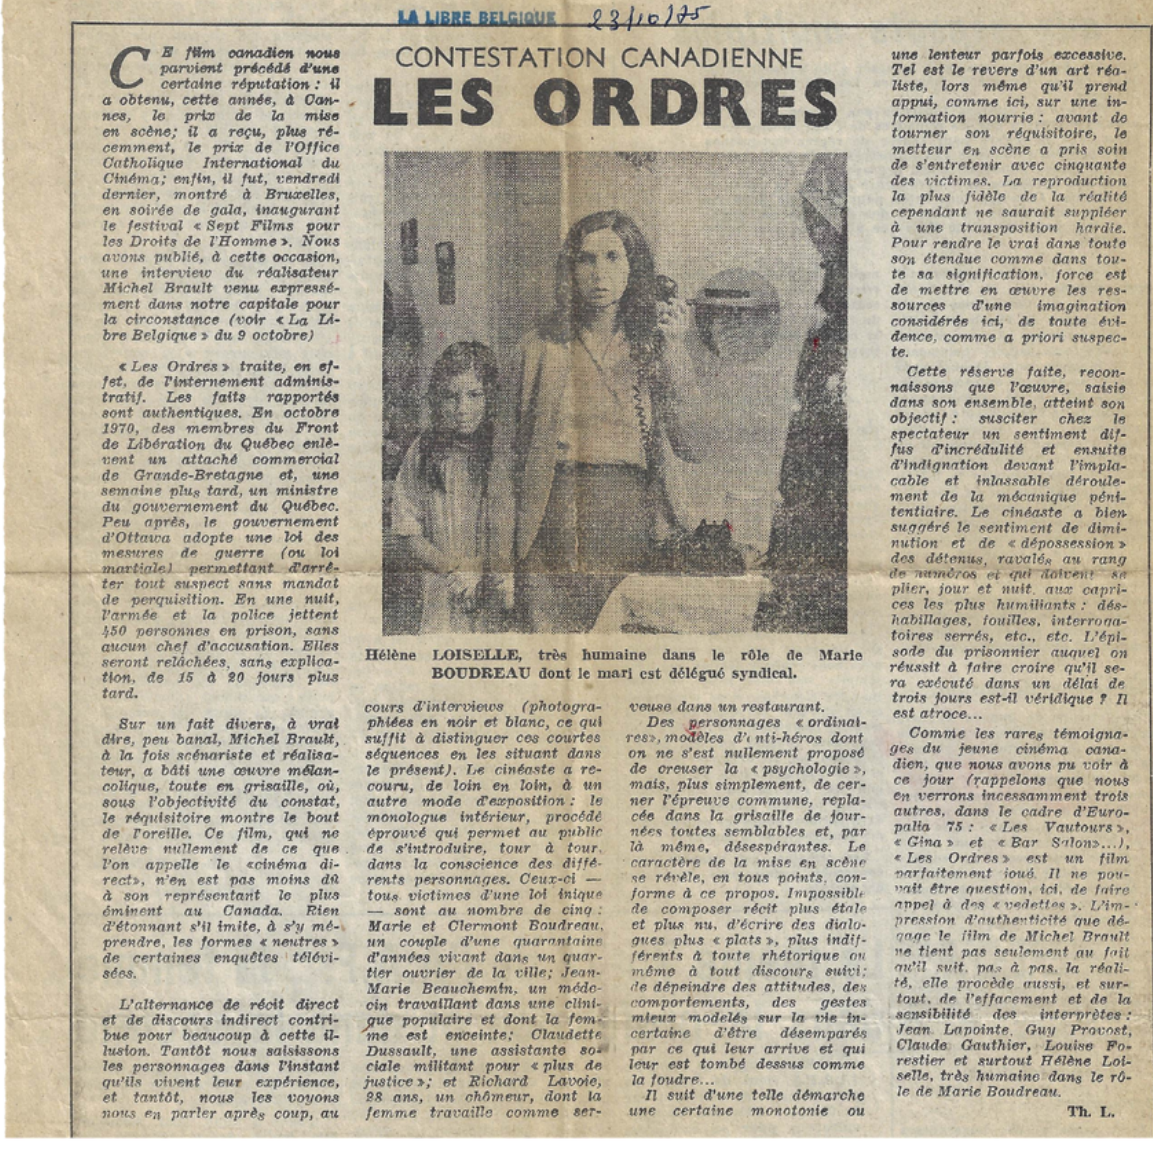 LA LIBRE BELGIQUE 23/10/75
CONTESTATION CANADIENNE
LES ORDRES
CE film canadien nous
parvient précédé d'une
certaine réputation : il
a obtenu, cette année, à Can-
nes, le prix de la mise
en scène; il a reçu, plus ré-
cemment, le prix de l'Office
Catholique International du
Cinéma; enfin, il fut, vendredi
dernier, montré à Bruxelles,
en soirée de gala, inaugurant
le festival « Sept Films pour
les Droits de l'Homme ». Nous
avons publié, à cette occasion,
une interview du réalisateur
Michel Brault venu expressé-
ment dans notre capitale pour
la circonstance (voir « La Li-
bre Belgique » du 9 octobre)
« Les Ordres » traite, en ef-
fet, de l'internement adminis-
tratif. Les faits rapportés
sont authentiques. En octobre
1970, des membres du Front
de Libération du Québec enlè-
vent un attaché commercial
de Grande-Bretagne et, une
semaine plus tard, un ministre
du gouvernement du Québec.
Peu après, le gouvernement
d'Ottawa adopte une loi des
mesures de guerre (ou loi
martiale) permettant d'arrê-
ter tout suspect sans mandat
de perquisition. En une nuit,
l'armée et la police jettent
450 personnes en prison, sans
aucun chef d'accusation. Elles
seront relâchées, sans explica-
tion, de 15 à 20 jours plus
tard.
Sur un fait divers, à vrai
dire, peu banal, Michel Brault,
à la fois scénariste et réalisa-
teur, a bâti une œuvre mélan-
colique, toute en grisaille, où,
sous l'objectivité du constat,
le réquisitoire montre le bout
de l'oreille. Ce film, qui ne
relève nullement de ce que
l'on appelle le «cinéma di-
rect», n'en est pas moins dû
à son représentant le plus
éminent au Canada. Rien
d'étonnant s'il imite, à s'y mé-
prendre, les formes « neutres »
de certaines enquêtes télévi-
sées.
L'alternance de récit direct
et de discours indirect contri-
bue pour beaucoup à cette il-
lusion. Tantôt nous saisissons
les personnages dans l'instant
qu'ils vivent leur expérience,
et tantôt, nous les voyons
nous en parler après coup, au
Hélène LOISELLE, très humaine dans le rôle de Marie
BOUDREAU dont le mari est délégué syndical.
cours d'interviews (photogra-
phiées en noir et blanc, ce qui
suffit à distinguer ces courtes
séquences en les situant dans
le présent). Le cinéaste a re-
couru, de loin en loin, à un
autre mode d'exposition : le
monologue intérieur, procédé
éprouvé qui permet au public
de s'introduire, tour à tour,
dans la conscience des diffé-
rents personnages. Ceux-ci —
tous victimes d'une loi inique
— sont au nombre de cinq :
Marie et Clermont Boudreau,
un couple d'une quarantaine
d'années vivant dans un quar-
tier ouvrier de la ville; Jean-
Marie Beauchemin, un méde-
cin travaillant dans une clini-
que populaire et dont la fem-
me est enceinte; Claudette
Dussault, une assistante so-
ciale militant pour « plus de
justice »; et Richard Lavoie,
28 ans, un chômeur, dont la
femme travaille comme ser-
veuse dans un restaurant.
Des personnages « ordinai-
res», modèles d' nti-héros dont
on ne s'est nullement proposé
de creuser la « psychologie »,
mais, plus simplement, de cer-
ner l'épreuve commune, repla-
cée dans la grisaille de jour-
nées toutes semblables et, par
là même, désespérantes. Le
caractère de la mise en scène
se révèle, en tous points, con-
forme à ce propos. Impossible
de composer récit plus étale
et plus nu, d'écrire des dialo-
gues plus « plats », plus indif-
férents à toute rhétorique ou
même à tout discours suivi;
de dépeindre des attitudes, des
comportements, des gestes
mieux modelés sur la vie in-
certaine d'être désemparés
par ce qui leur arrive et qui
leur est tombé dessus comme
la foudre...
Il suit d'une telle démarche
une certaine monotonie ou
une lenteur parfois excessive.
Tel est le revers d'un art réa-
liste, lors même qu'il prend
appui, comme ici, sur une in-
formation nourrie : avant de
tourner son réquisitoire, le
metteur en scène a pris soin
de s'entretenir avec cinquante
des victimes. La reproduction
la plus fidèle de la réalité
cependant ne saurait suppléer
à une transposition hardie.
Pour rendre le vrai dans toute
son étendue comme dans tou-
te sa signification, force est
de mettre en œuvre les res-
sources d'une imagination
considérée ici, de toute évi-
dence, comme a priori suspec-
te.
Cette réserve faite, recon-
naissons que l'œuvre, saisie
dans son ensemble, atteint son
objectif : susciter chez le
spectateur un sentiment dif-
fus d'incrédulité et ensuite
d'indignation devant l'impla-
cable et inlassable déroule-
ment de la mécanique péni-
tentiaire. Le cinéaste a bien
suggéré le sentiment de dimi-
nution et de « dépossession »
des détenus, ravalés au rang
de numéros et qui doivent se
plier, jour et nuit, aux capri-
ces les plus humiliants : dés-
habillages, fouilles, interroga-
toires serrés, etc., etc. L'épi-
sode du prisonnier auquel on
réussit à faire croire qu'il se-
ra exécuté dans un délai de
trois jours est-il véridique ? Il
est atroce...
Comme les rares témoigna-
ges du jeune cinéma cana-
dien, que nous avons pu voir à
ce jour (rappelons que nous
en verrons incessamment trois
autres, dans le cadre d'Euro-
palia 75 : « Les Vautours »,
« Gina » et « Bar Salon»...),
« Les Ordres » est un film
parfaitement joué. Il ne pou-
vait être question, ici, de faire
appel à des « vedettes ». L'im-
pression d'authenticité que dé-
gage le film de Michel Brault
ne tient pas seulement au fait
qu'il suit, pas à pas, la réali-
té, elle procède aussi, et sur-
tout, de l'effacement et de la
sensibilité des interprètes :
Jean Lapointe, Guy Provost,
Claude Gauthier, Louise Fo-
restier et surtout Hélène Loi-
selle, très humaine dans le rô-
le de Marie Boudreau.
Th. L.